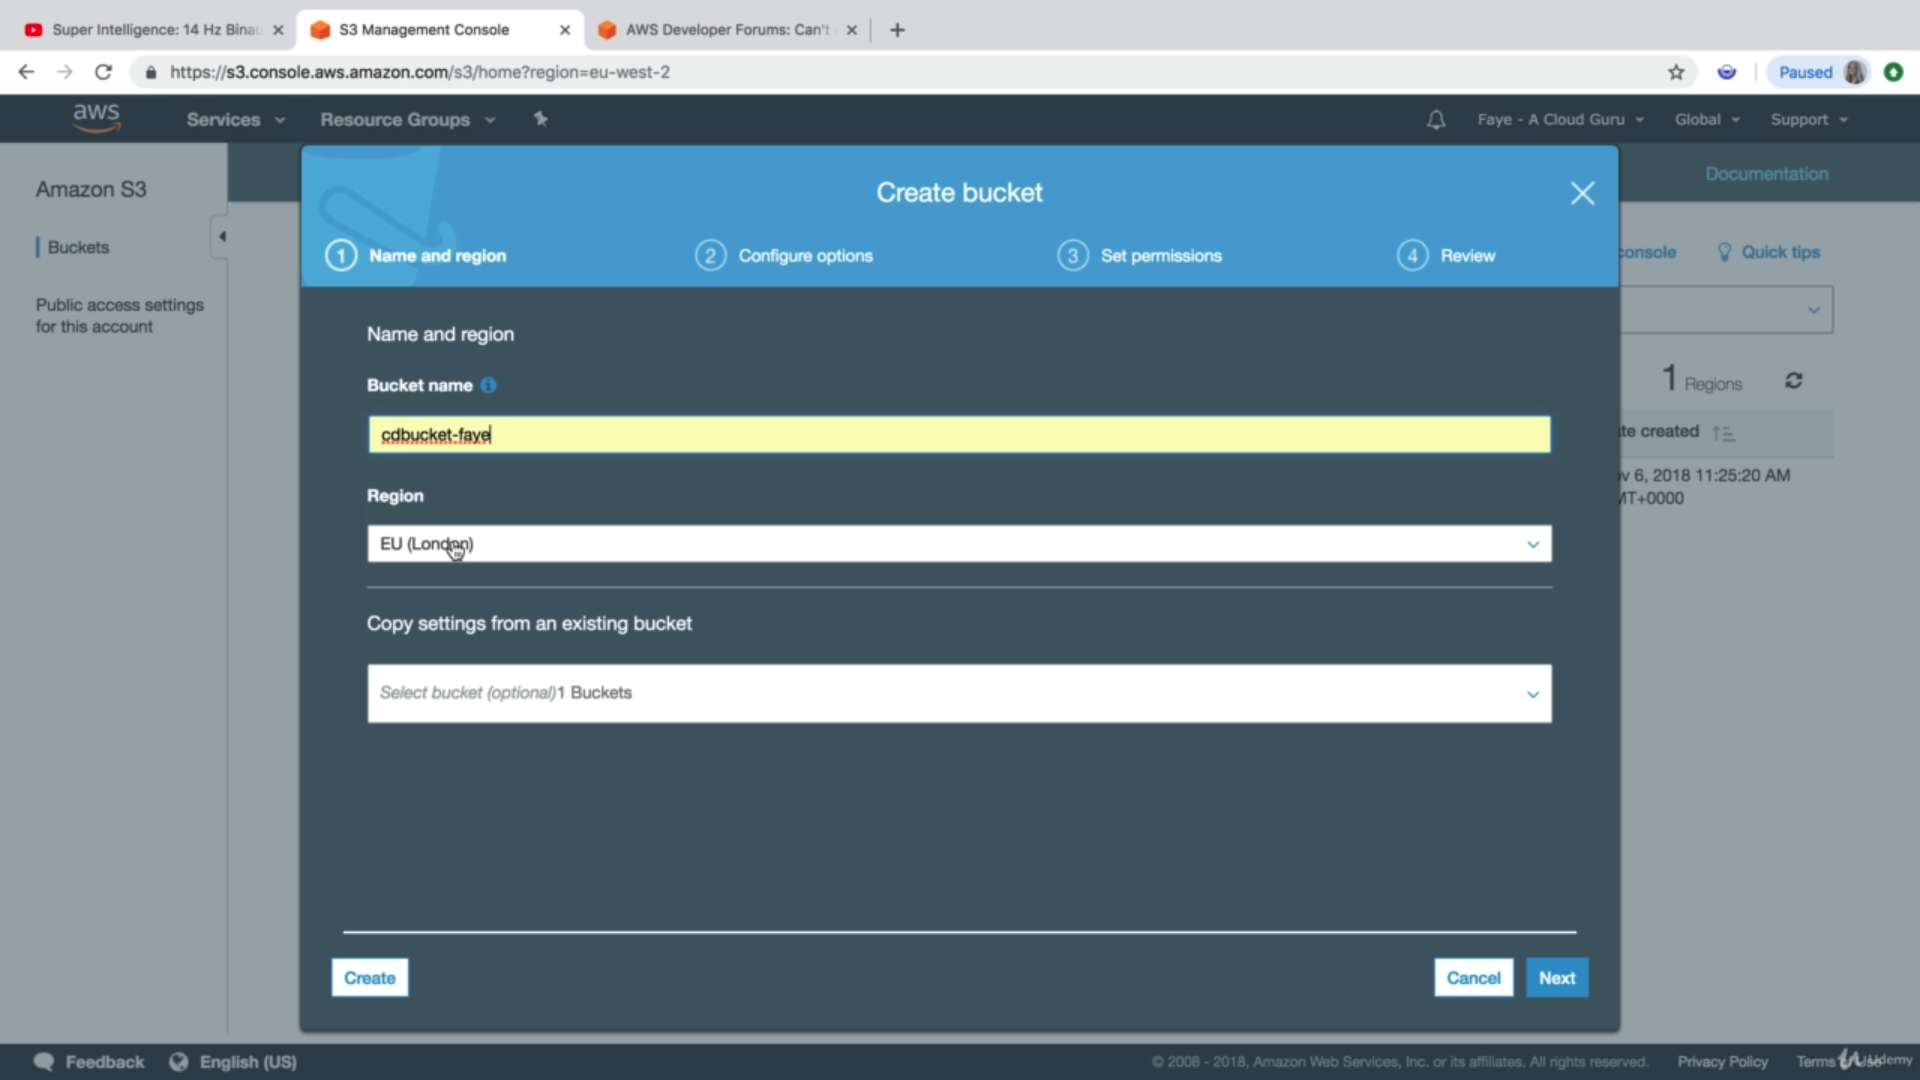 Super Intelligence: 14 Hz Binau
S3 Management Console
AWS Developer Forums: Can't
https://s3.console.aws.amazon.com/s3/home?region=eu-west-2
Paused
aws
Services
Resource Groups
Faye - A Cloud Guru
Global
Support
Amazon S3
Buckets
Public access settings
for this account
Documentation
console
Quick tips
1 Regions
te created
v 6, 2018 11:25:20 AM
MT+0000
Create bucket
1 Name and region
2 Configure options
3 Set permissions
4 Review
Name and region
Bucket name
cdbucket-faye
Region
EU (London)
Copy settings from an existing bucket
Select bucket (optional)1 Buckets
Create
Cancel
Next
Feedback
English (US)
© 2008 - 2018, Amazon Web Services, Inc. or its affiliates. All rights reserved.
Privacy Policy
Terms
Udemy